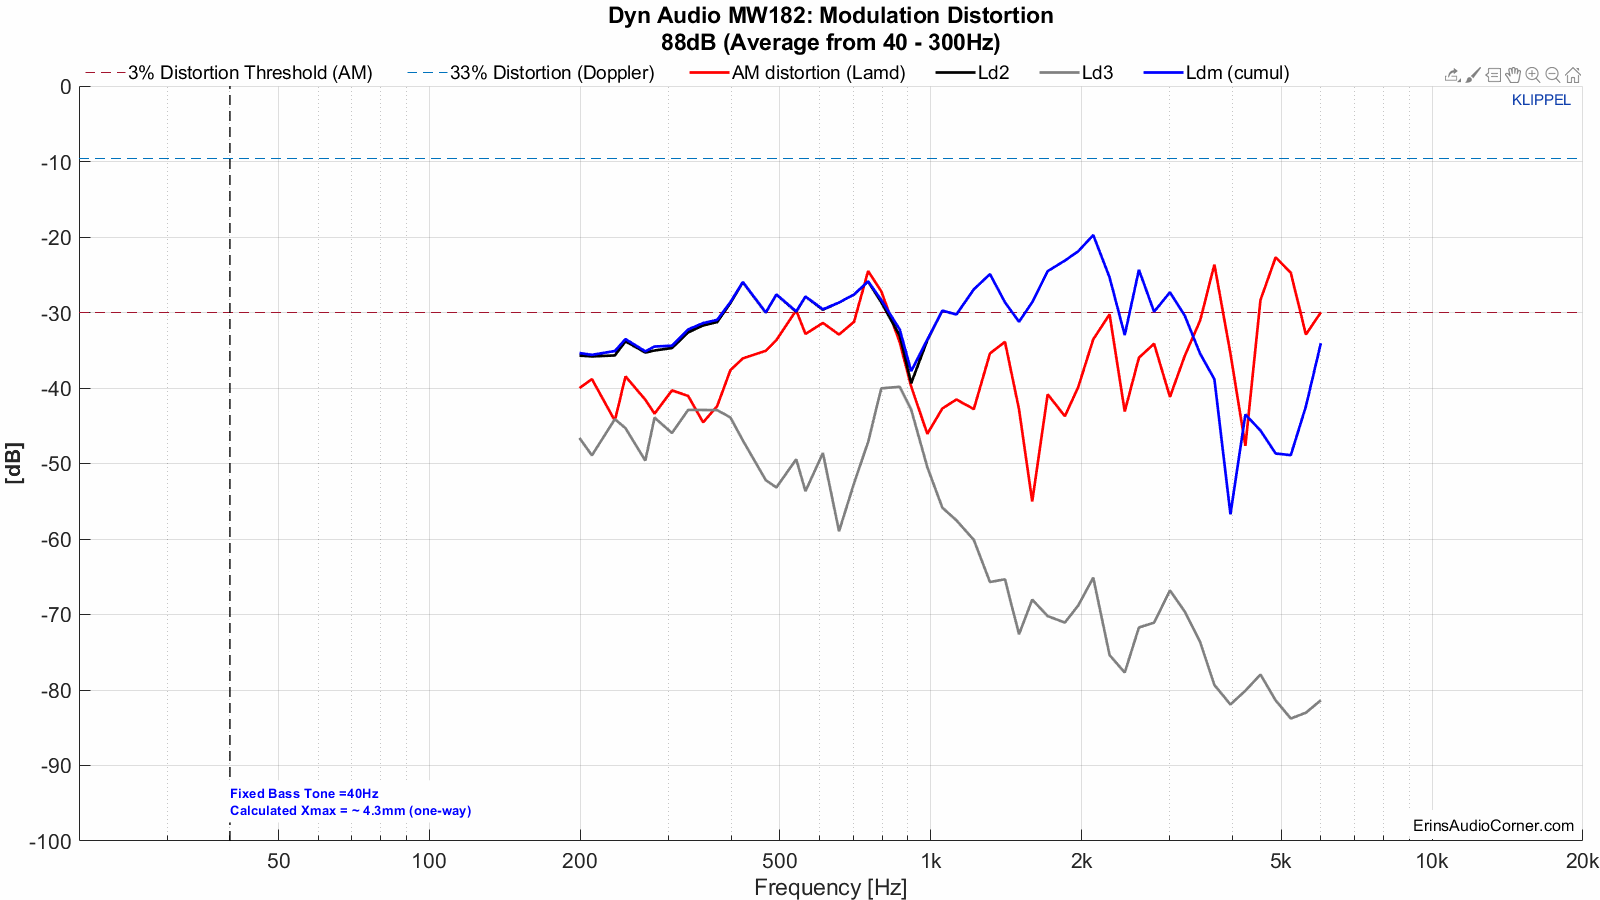 Dyn Audio MW182: Modulation Distortion
88dB (Average from 40 - 300Hz)
3% Distortion Threshold (AM) 33% Distortion (Doppler) AM distortion (Lamd) Ld2 Ld3 Ldm (cumul)
KLIPPEL
0
-10
-20
-30
-40
-50
-60
-70
-80
-90
-100
[dB]
Fixed Bass Tone =40Hz
Calculated Xmax = ~ 4.3mm (one-way)
ErinsAudioCorner.com
50 100 200 500 1k 2k 5k 10k 20k
Frequency [Hz]